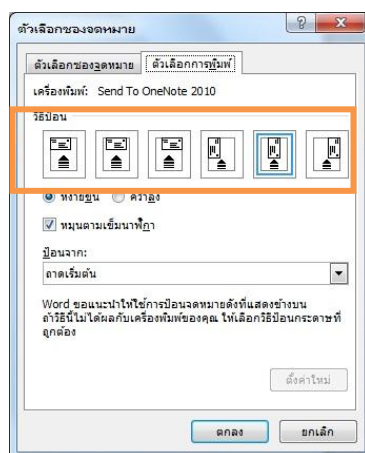 ตัวเลือกซองจดหมาย
ตัวเลือกซองจดหมาย ตัวเลือกการพิมพ์
เครื่องพิมพ์: Send To OneNote 2010
วิธีป้อน
หงายขึ้น คว่ำลง
หมุนตามเข็มนาฬิกา
ป้อนจาก:
ถาดเริ่มต้น
Word ขอแนะนำให้ใช้การป้อนจดหมายดังที่แสดงข้างบน
ถ้าวิธีนี้ไม่ได้ผลกับเครื่องพิมพ์ของคุณ ให้เลือกวิธีป้อนกระดาษที่
ถูกต้อง
ตั้งค่าใหม่
ตกลง ยกเลิก